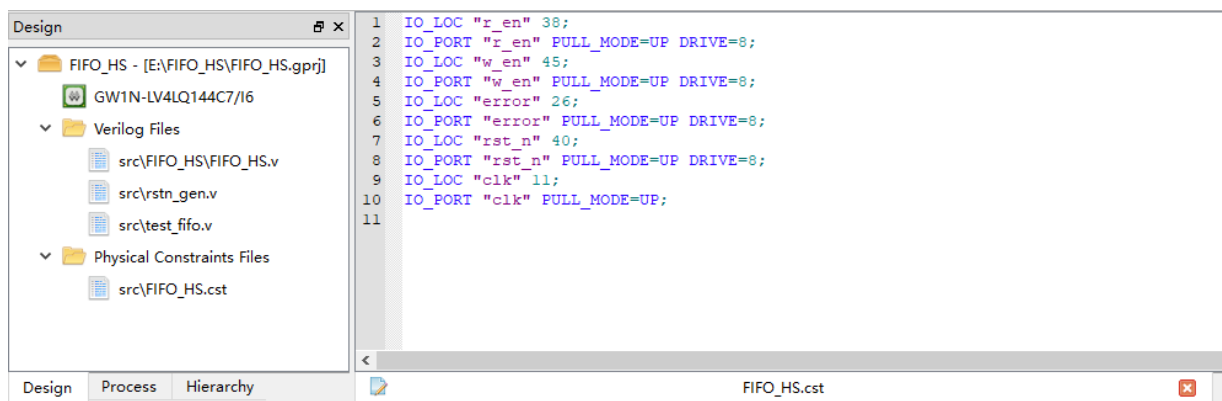 Design
FIFO_HS - [E:\FIFO_HS\FIFO_HS.gprj]
GW1N-LV4LQ144C7/I6
Verilog Files
src\FIFO_HS\FIFO_HS.v
src\rstn_gen.v
src\test_fifo.v
Physical Constraints Files
src\FIFO_HS.cst
Design Process Hierarchy
1 IO_LOC "r_en" 38;
2 IO_PORT "r_en" PULL_MODE=UP DRIVE=8;
3 IO_LOC "w_en" 45;
4 IO_PORT "w_en" PULL_MODE=UP DRIVE=8;
5 IO_LOC "error" 26;
6 IO_PORT "error" PULL_MODE=UP DRIVE=8;
7 IO_LOC "rst_n" 40;
8 IO_PORT "rst_n" PULL_MODE=UP DRIVE=8;
9 IO_LOC "clk" 11;
10 IO_PORT "clk" PULL_MODE=UP;
11
FIFO_HS.cst